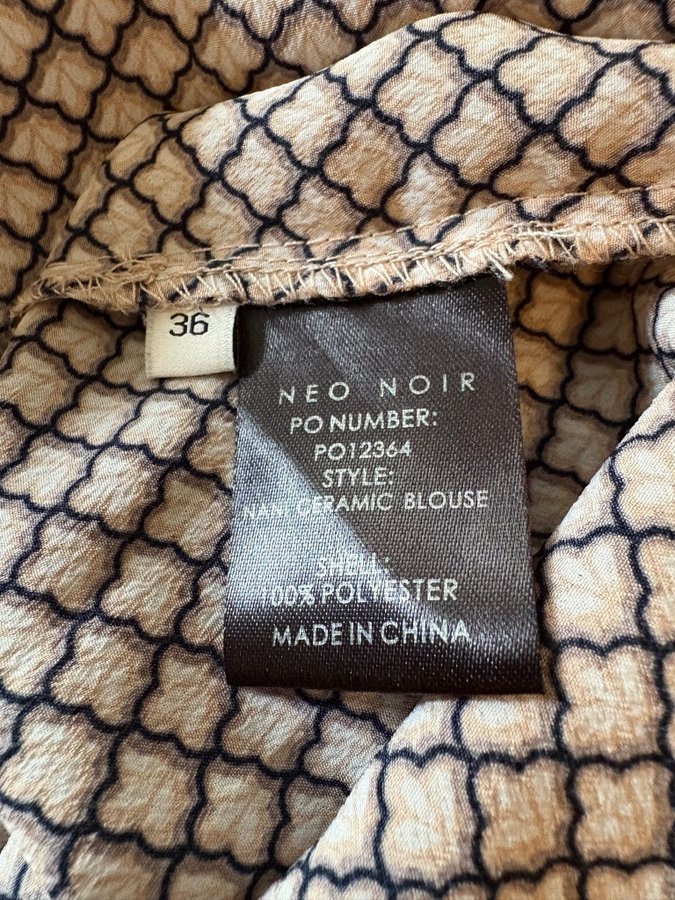 36
NEO NOIR
PO NUMBER:
PO12364
STYLE:
NANI CERAMIC BLOUSE
SHELL:
100% POLYESTER
MADE IN CHINA